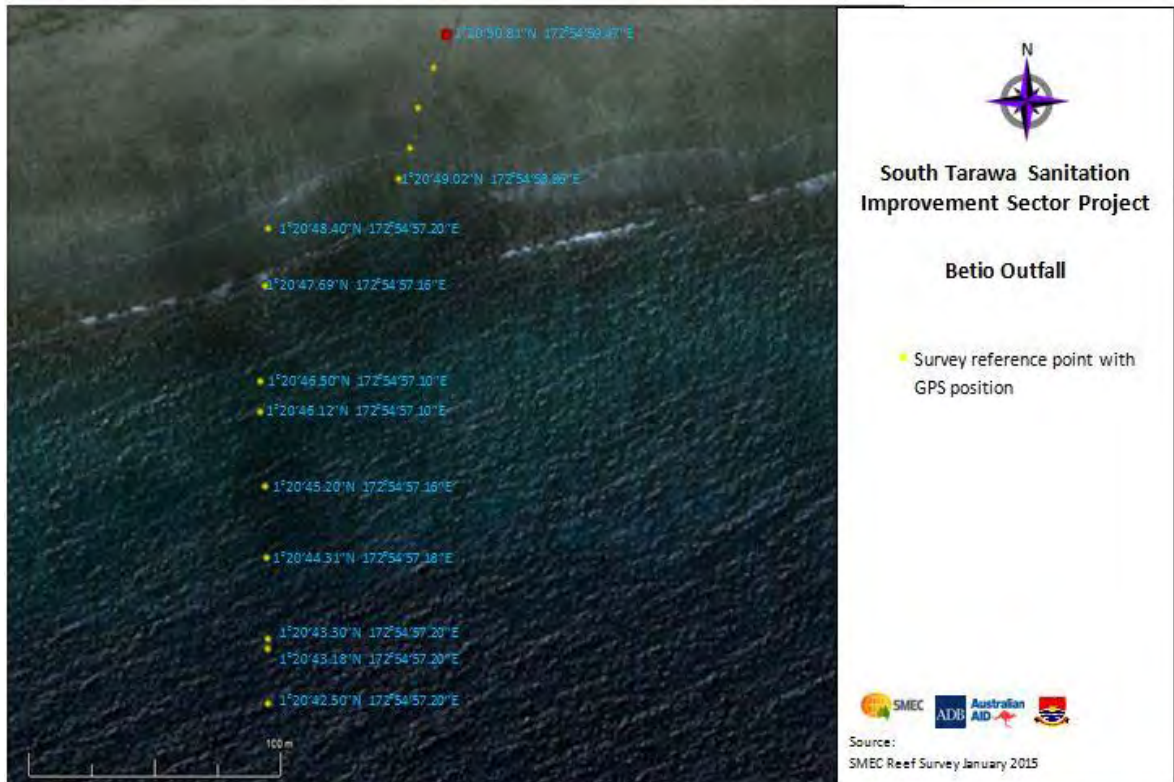 1°20'50.81"N 172°54'59.47"E
1°20'49.02"N 172°54'58.86"E
1°20'48.40"N 172°54'57.20"E
1°20'47.69"N 172°54'57.16"E
1°20'46.50"N 172°54'57.10"E
1°20'46.12"N 172°54'57.10"E
1°20'45.20"N 172°54'57.16"E
1°20'44.31"N 172°54'57.18"E
1°20'43.30"N 172°54'57.20"E
1°20'43.18"N 172°54'57.20"E
1°20'42.50"N 172°54'57.20"E
100 m
N
South Tarawa Sanitation
Improvement Sector Project
Betio Outfall
Survey reference point with
GPS position
SMEC
ADB
Australian
AID
Source:
SMEC Reef Survey January 2015